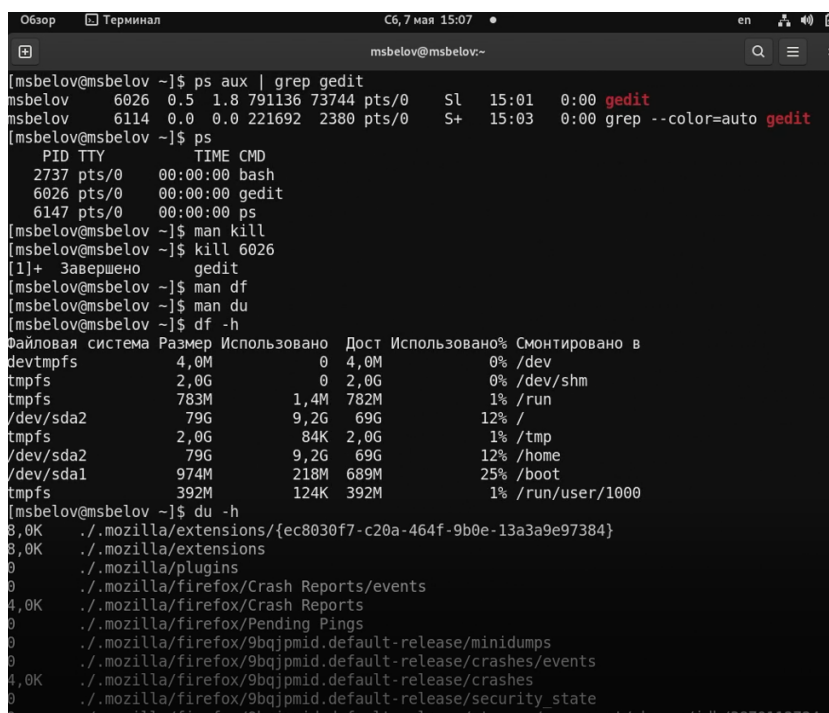 Обзор Терминал Сб, 7 мая 15:07 en
msbelov@msbelov:~
[msbelov@msbelov ~]$ ps aux | grep gedit
msbelov 6026 0.5 1.8 791136 73744 pts/0 Sl 15:01 0:00 gedit
msbelov 6114 0.0 0.0 221692 2380 pts/0 S+ 15:03 0:00 grep --color=auto gedit
[msbelov@msbelov ~]$ ps
PID TTY TIME CMD
2737 pts/0 00:00:00 bash
6026 pts/0 00:00:00 gedit
6147 pts/0 00:00:00 ps
[msbelov@msbelov ~]$ man kill
[msbelov@msbelov ~]$ kill 6026
[1]+ Завершено gedit
[msbelov@msbelov ~]$ man df
[msbelov@msbelov ~]$ man du
[msbelov@msbelov ~]$ df -h
Файловая система Размер Использовано Дост Использовано% Смонтировано в
devtmpfs 4,0M 0 4,0M 0% /dev
tmpfs 2,0G 0 2,0G 0% /dev/shm
tmpfs 783M 1,4M 782M 1% /run
/dev/sda2 79G 9,2G 69G 12% /
tmpfs 2,0G 84K 2,0G 1% /tmp
/dev/sda2 79G 9,2G 69G 12% /home
/dev/sda1 974M 218M 689M 25% /boot
tmpfs 392M 124K 392M 1% /run/user/1000
[msbelov@msbelov ~]$ du -h
8,0K ./.mozilla/extensions/{ec8030f7-c20a-464f-9b0e-13a3a9e97384}
8,0K ./.mozilla/extensions
0 ./.mozilla/plugins
0 ./.mozilla/firefox/Crash Reports/events
4,0K ./.mozilla/firefox/Crash Reports
0 ./.mozilla/firefox/Pending Pings
0 ./.mozilla/firefox/9bqjpmid.default-release/minidumps
0 ./.mozilla/firefox/9bqjpmid.default-release/crashes/events
4,0K ./.mozilla/firefox/9bqjpmid.default-release/crashes
0 ./.mozilla/firefox/9bqjpmid.default-release/security_state